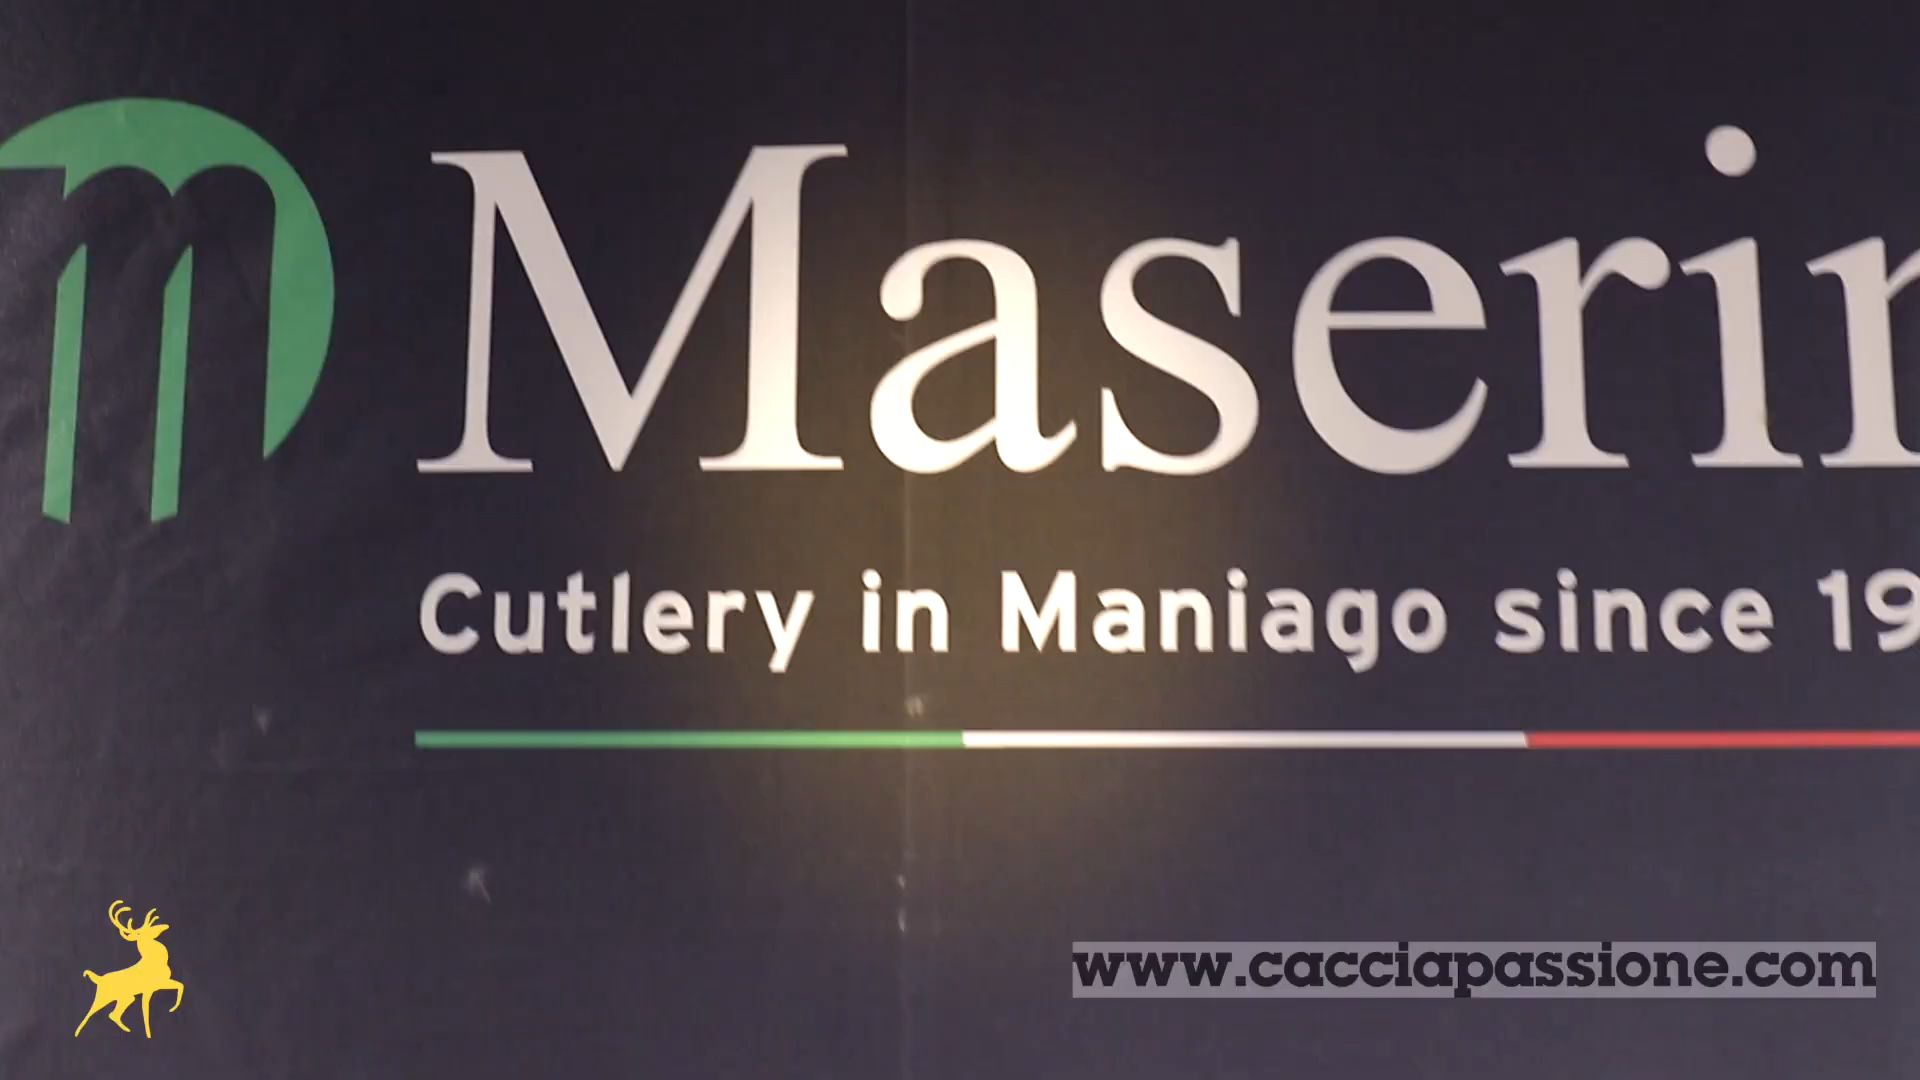 m Maserin
Cutlery in Maniago since 19
www.cacciapassione.com